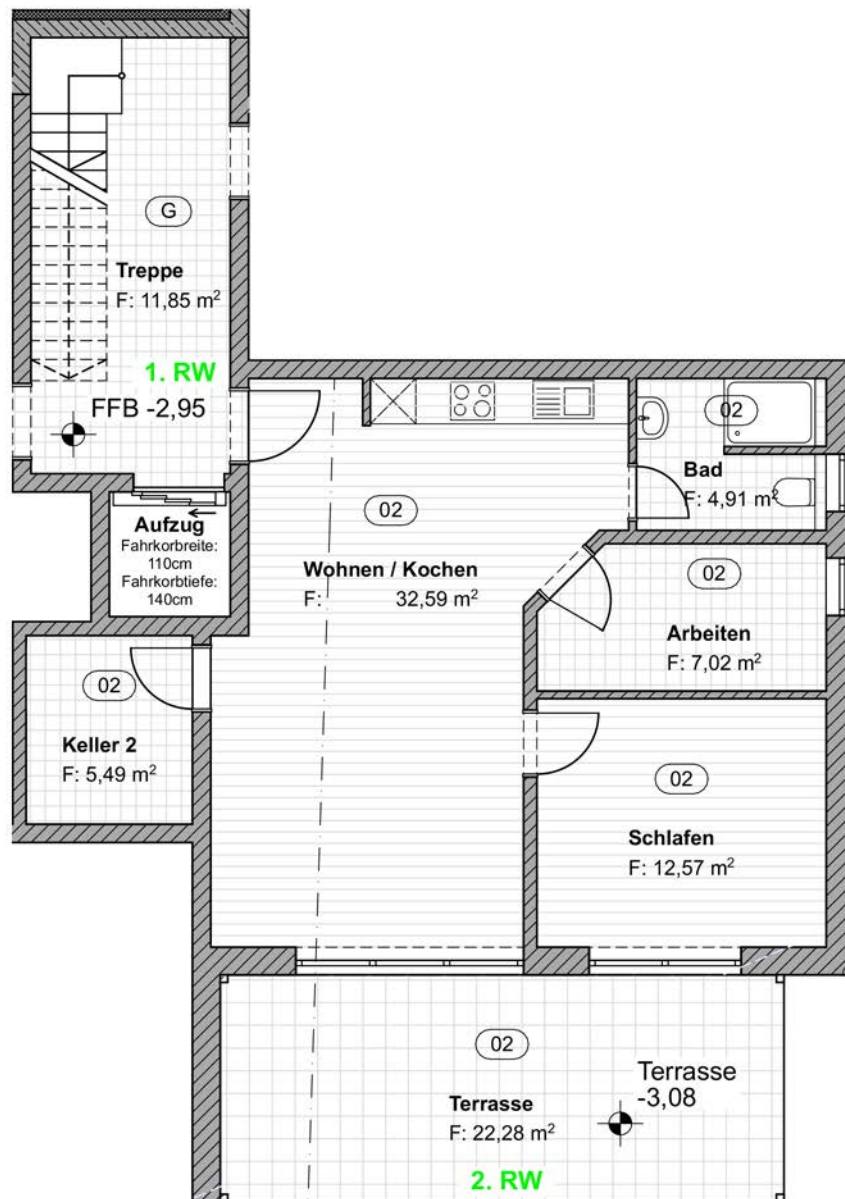 G
Treppe
F: 11,85 m²
1. RW
FFB -2,95
Aufzug
Fahrkorbreite:
110cm
Fahrkorbtiefe:
140cm
02
Wohnen / Kochen
F: 32,59 m²
02
Bad
F: 4,91 m²
02
Arbeiten
F: 7,02 m²
02
Keller 2
F: 5,49 m²
02
Schlafen
F: 12,57 m²
02
Terrasse
F: 22,28 m²
Terrasse
-3,08
2. RW